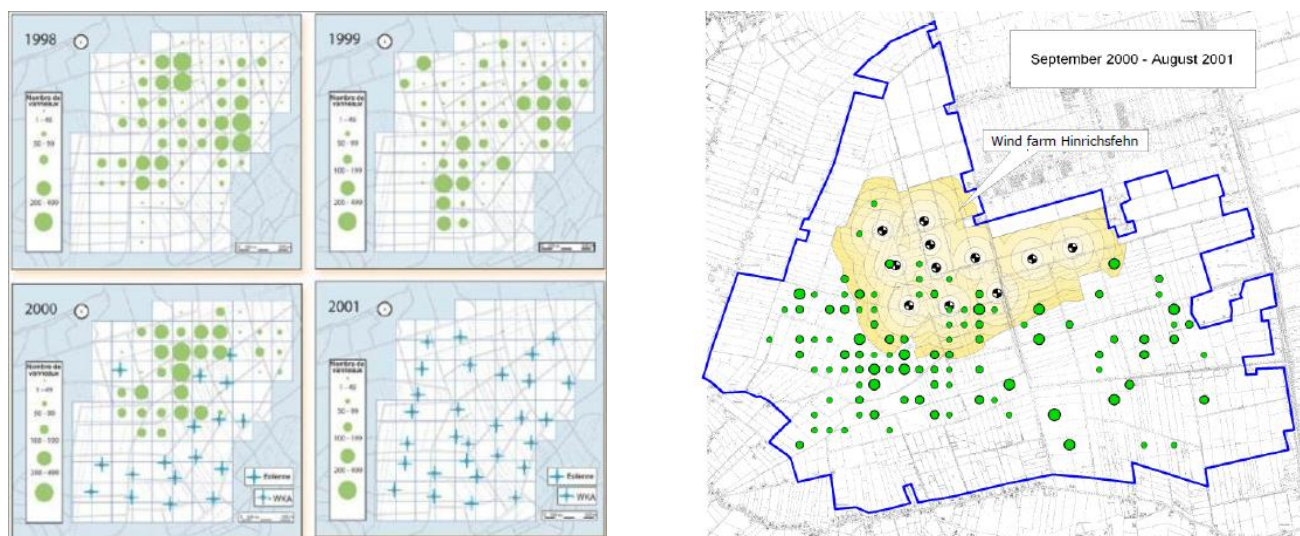 1998
Nombre de
vanneaux
1 - 49
50 - 99
100 - 199
200 - 499
1999
Nombre de
vanneaux
1 - 49
50 - 99
100 - 199
200 - 499
2000
Nombre de
vanneaux
1 - 49
50 - 99
100 - 199
200 - 499
Eolienne
WKA
2001
Nombre de
vanneaux
1 - 49
50 - 99
100 - 199
200 - 499
Eolienne
WKA
September 2000 - August 2001
Wind farm Hinrichsfehn